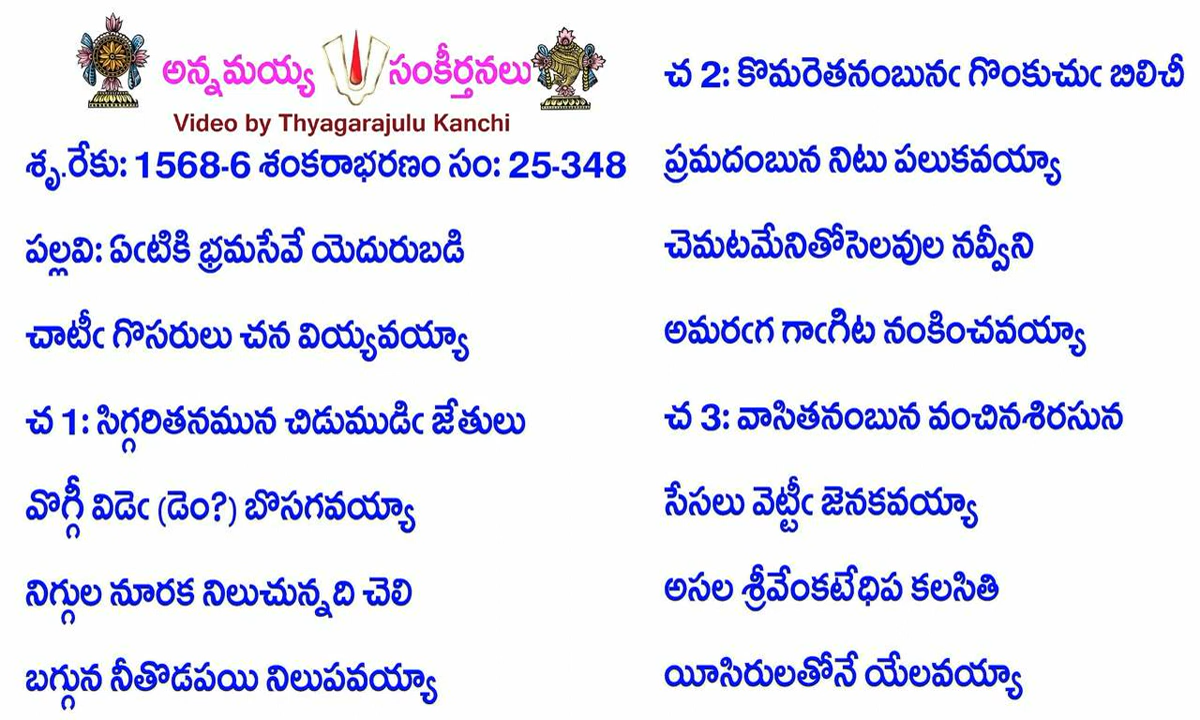 అన్నమయ్య సంకీర్తనలు
Video by Thyagarajulu Kanchi
శృ.రేకు: 1568-6 శంకరాభరణం సం: 25-348
పల్లవి: ఏఁటికి భ్రమసేవే యెదురుబడి
చాటీఁ గొసరులు చన వియ్యవయ్యా
చ 1: సిగ్గరితనమున చిడుముడిఁ జేతులు
వొగ్గీ విడెఁ (డెం?) బొసగవయ్యా
నిగ్గుల నూరక నిలుచున్నది చెలి
బగ్గున నీతొడపయి నిలుపవయ్యా
చ 2: కొమరెతనంబునఁ గొంకుచుఁ బిలిచీ
ప్రమదంబున నిటు పలుకవయ్యా
చెమటమేనితోసెలవుల నవ్వీని
అమరఁగ గాఁగిట నంకించవయ్యా
చ 3: వాసితనంబున వంచినశిరసున
సేసలు వెట్టీఁ జెనకవయ్యా
అసల శ్రీవేంకటేధిప కలసితి
యీసిరులతోనే యేలవయ్యా